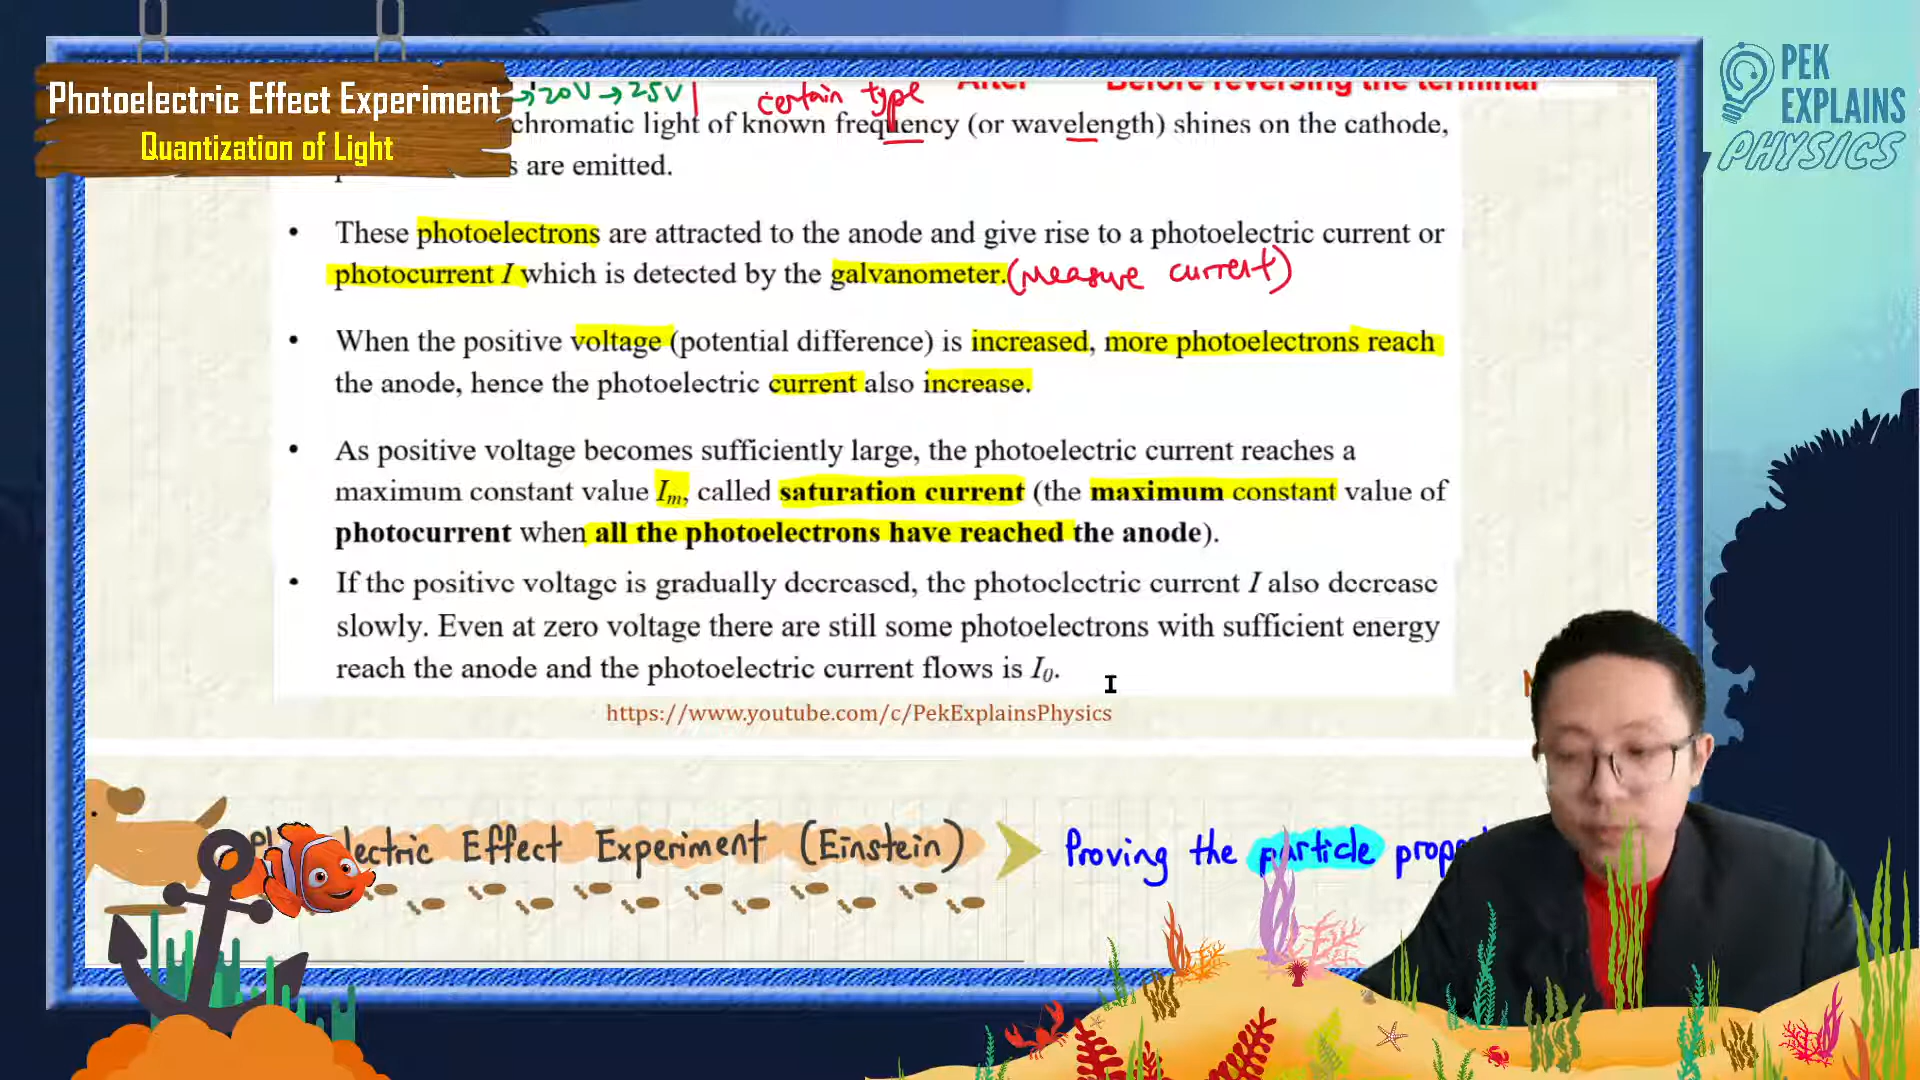 Photoelectric Effect Experiment
Quantization of Light
→20V →25V
certain type
After
Before reversing the terminal
PEK
EXPLAINS
PHYSICS
chromatic light of known frequency (or wavelength) shines on the cathode,
s are emitted.
• These photoelectrons are attracted to the anode and give rise to a photoelectric current or
photocurrent I which is detected by the galvanometer. (measure current)
• When the positive voltage (potential difference) is increased, more photoelectrons reach
the anode, hence the photoelectric current also increase.
• As positive voltage becomes sufficiently large, the photoelectric current reaches a
maximum constant value Im, called saturation current (the maximum constant value of
photocurrent when all the photoelectrons have reached the anode).
• If the positive voltage is gradually decreased, the photoelectric current I also decrease
slowly. Even at zero voltage there are still some photoelectrons with sufficient energy
reach the anode and the photoelectric current flows is I0.
https://www.youtube.com/c/PekExplainsPhysics
lectric Effect Experiment (Einstein)
Proving the particle prop